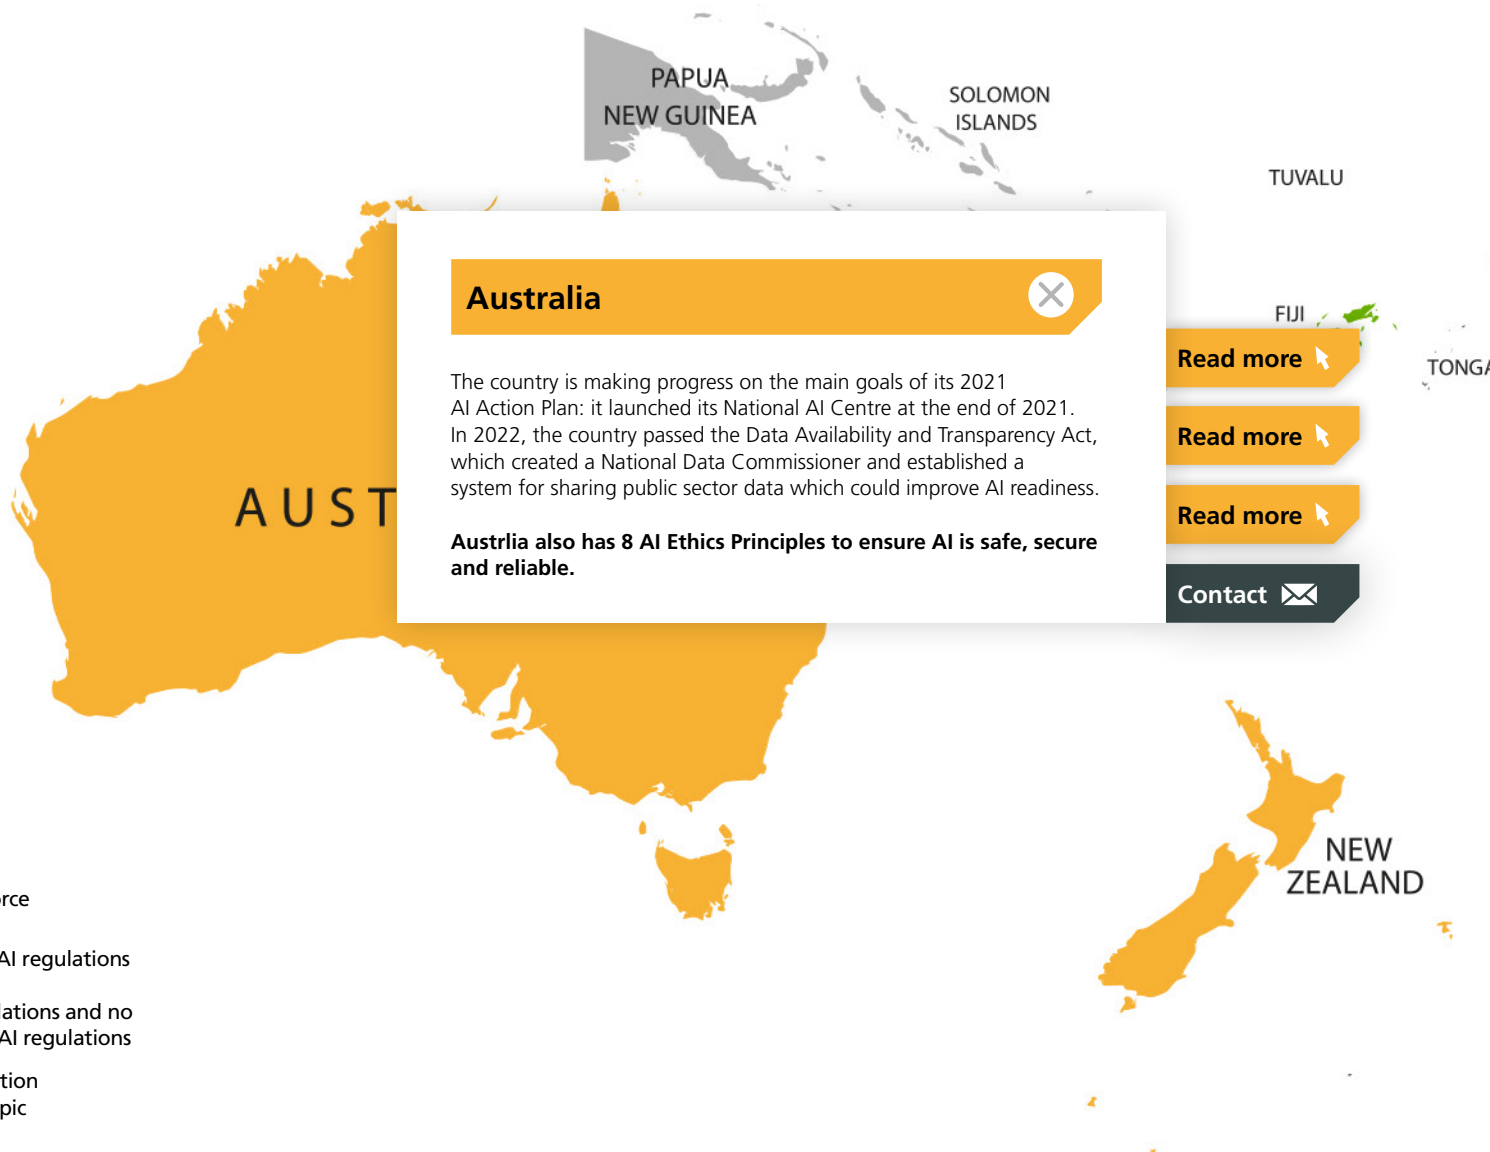 PAPUA
NEW GUINEA
SOLOMON
ISLANDS
TUVALU
FIJI
TONGA
Australia
The country is making progress on the main goals of its 2021
AI Action Plan: it launched its National AI Centre at the end of 2021.
In 2022, the country passed the Data Availability and Transparency Act,
which created a National Data Commissioner and established a
system for sharing public sector data which could improve AI readiness.
Austrlia also has 8 AI Ethics Principles to ensure AI is safe, secure
and reliable.
Read more
Read more
Read more
Contact
AUST
NEW
ZEALAND
AI regulations
and no
AI regulations